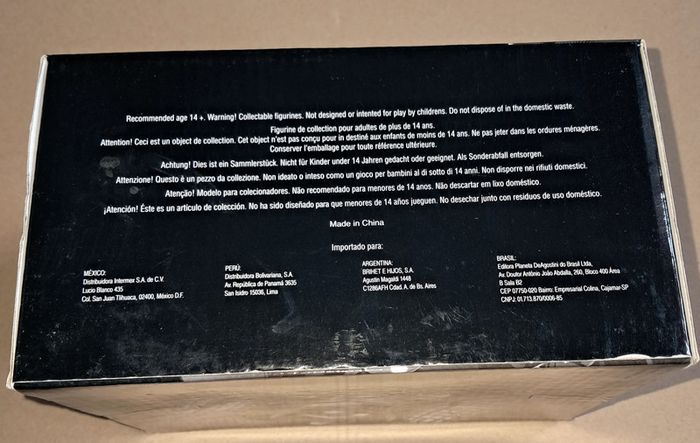 Recommended age 14 +. Warning! Collectable figurines. Not designed or intented for play by childrens. Do not dispose of in the domestic waste.
Figurine de collection pour adultes de plus de 14 ans.
Attention! Ceci est un object de collection. Cet object n'est pas conçu pour in destiné aux enfants de moins de 14 ans. Ne pas jeter dans les ordures ménagères.
Conserver l'emballage pour toute référence ultérieure.
Achtung! Dies ist ein Sammlerstück. Nicht für Kinder under 14 Jahren gedacht oder geeignet. Als Sonderabfall entsorgen.
Attenzione! Questo è un pezzo da collezione. Non ideato o inteso como un gioco per bambini al di sotto di 14 anni. Non disporre nei rifiuti domestici.
Atenção! Modelo para colecionadores. Não recomendado para menores de 14 anos. Não descartar em lixo doméstico.
¡Atención! Éste es un artículo de colección. No ha sido diseñado para que menores de 14 años jueguen. No desechar junto con residuos de uso doméstico.
Made in China
Importado para:
MÉXICO:
Distribuidora Intermex S.A. de C.V.
Lucio Blanco 435
Col. San Juan Tlihuaca, 02400, México D.F.
PERÚ:
Distribuidora Bolivariana, S.A.
Av. República de Panamá 3635
San Isidro 15036, Lima
ARGENTINA:
BRIHET E HIJOS, S.A.
Agustín Magaldi 1448
C1286AFH Cdad. A. de Bs. Aires
BRASIL:
Editora Planeta DeAgostini do Brasil Ltda,
Av. Doutor Antônio João Abdalla, 260, Bloco 400 Área
B Sala B2
CEP 07750-020 Bairro: Empresarial Colina, Cajamar-SP
CNPJ: 01.713.870/0006-85